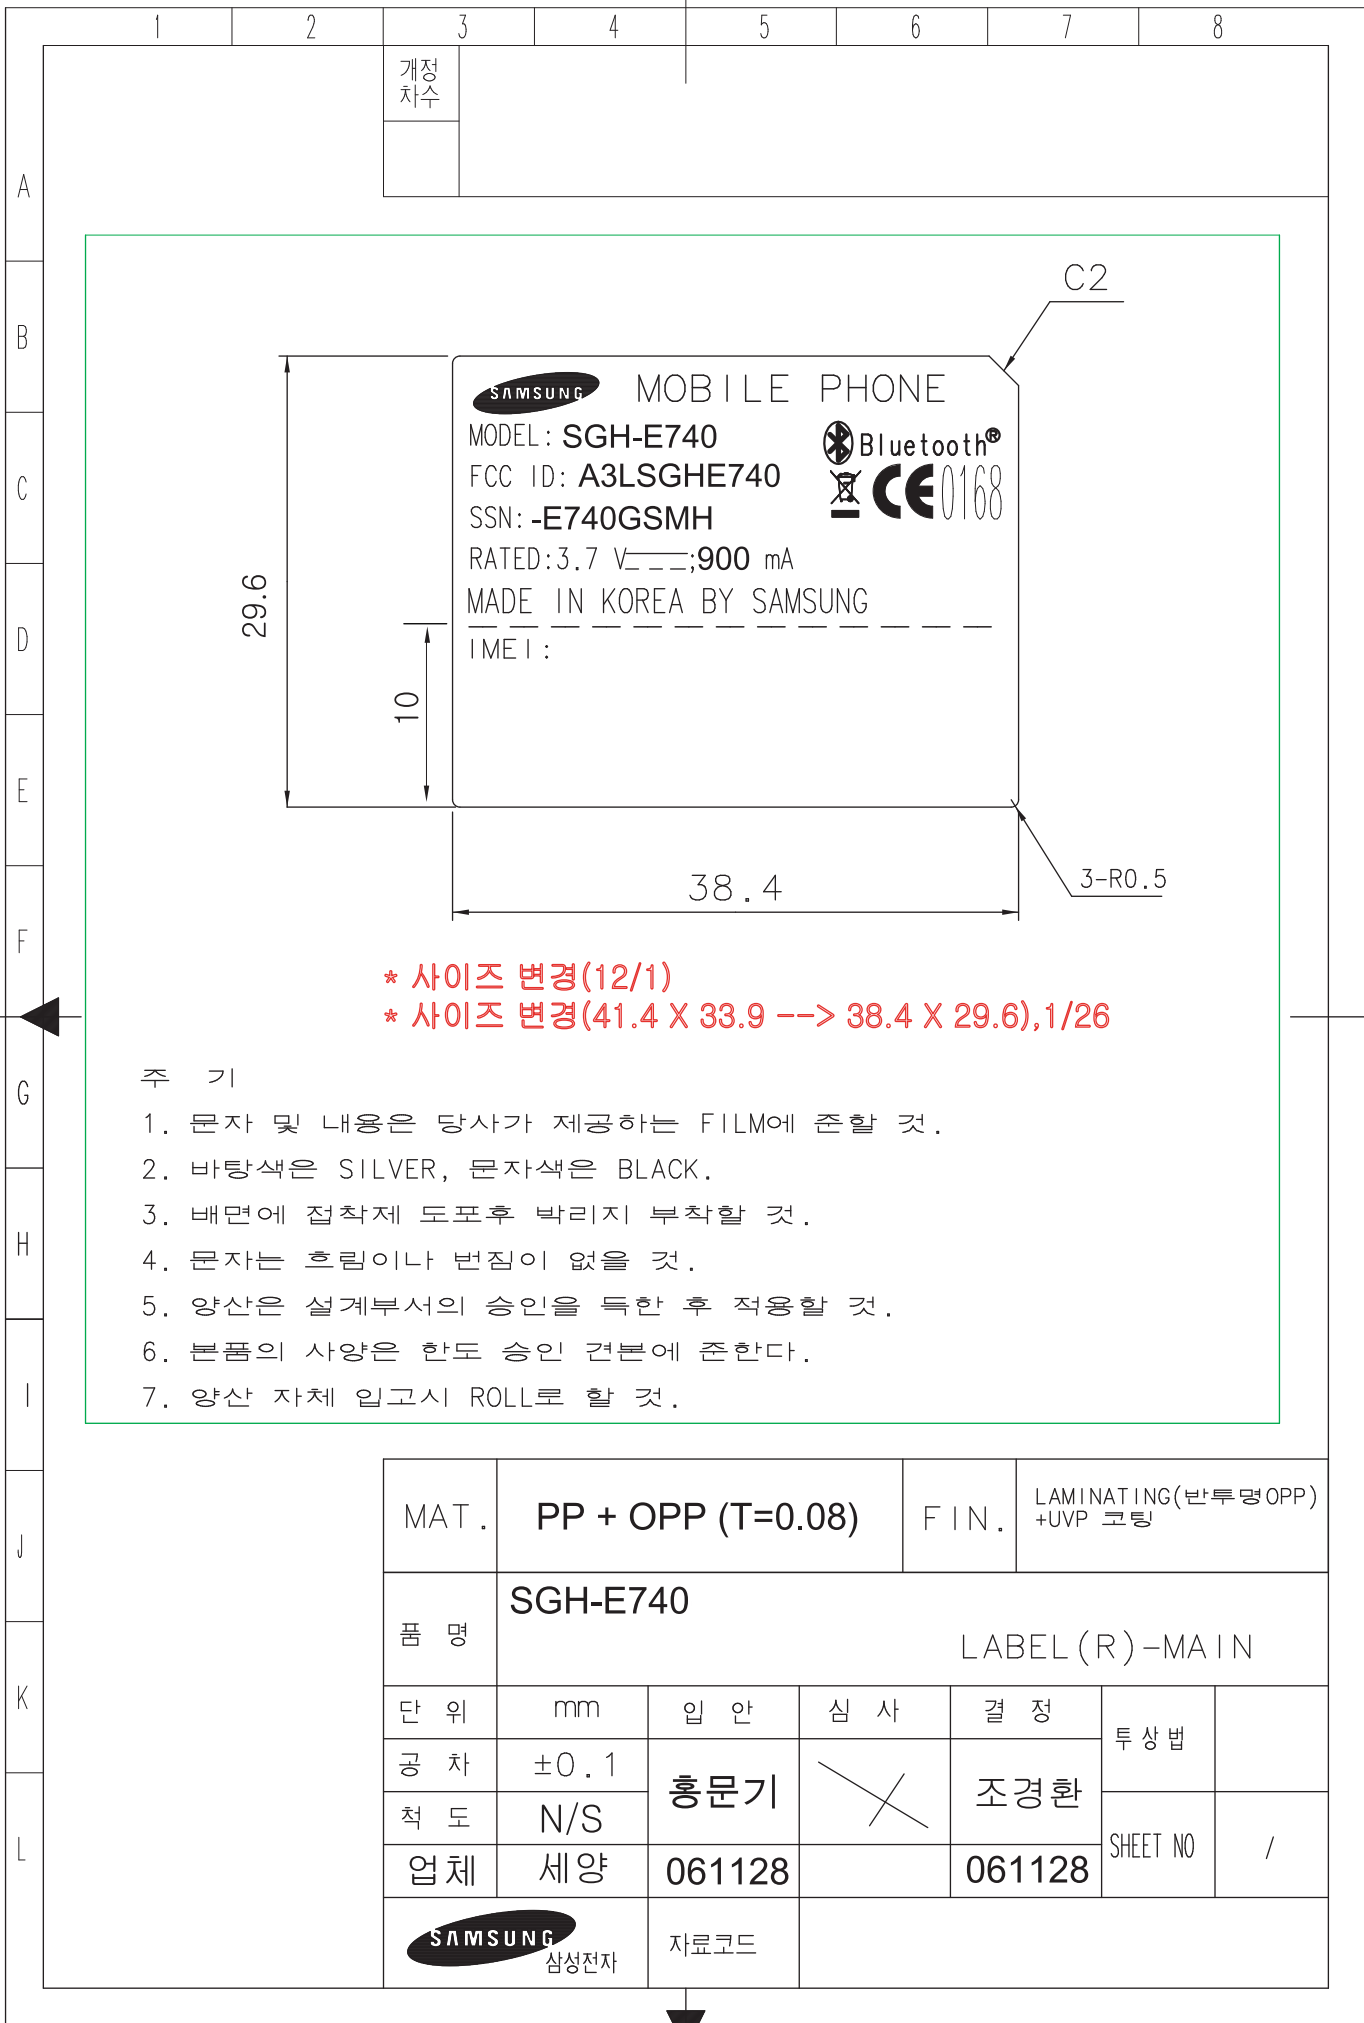 1 2 3 4 5 6 7 8
개정
차수
A
B
C
D
E
F
G
H
I
J
K
L
C2
SAMSUNG MOBILE PHONE
MODEL: SGH-E740
Bluetooth®
FCC ID: A3LSGHE740
CE0168
SSN: -E740GSMH
RATED:3.7 V ;900 mA
MADE IN KOREA BY SAMSUNG
IMEI:
29.6
10
38.4
3-R0.5
* 사이즈 변경(12/1)
* 사이즈 변경(41.4 X 33.9 --> 38.4 X 29.6),1/26
주 기
1. 문자 및 내용은 당사가 제공하는 FILM에 준할 것.
2. 바탕색은 SILVER, 문자색은 BLACK.
3. 배면에 접착제 도포후 박리지 부착할 것.
4. 문자는 흐림이나 번짐이 없을 것.
5. 양산은 설계부서의 승인을 득한 후 적용할 것.
6. 본품의 사양은 한도 승인 견본에 준한다.
7. 양산 자체 입고시 ROLL로 할 것.
MAT. PP + OPP (T=0.08) FIN. LAMINATING(반투명OPP)
+UVP 코팅
품 명 SGH-E740
LABEL(R)-MAIN
단 위 mm 입 안 심 사 결 정 투상법
공 차 ±0.1 홍문기 조경환
척 도 N/S SHEET NO /
업체 세양 061128 061128
SAMSUNG 삼성전자 자료코드